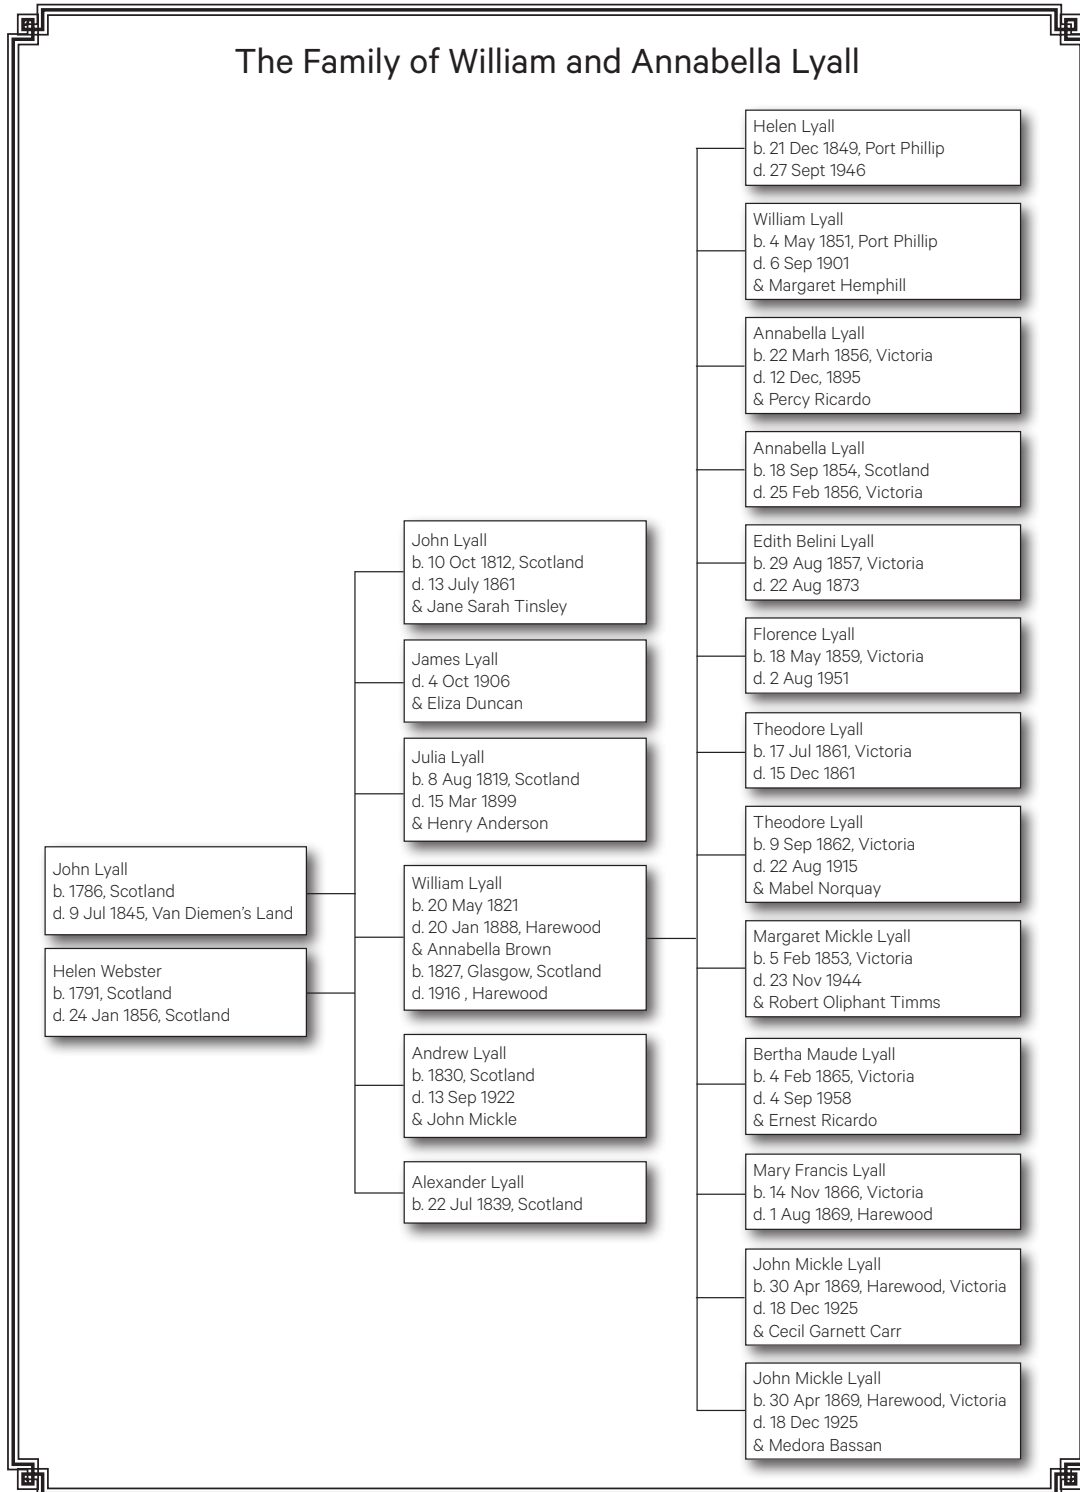 The Family of William and Annabella Lyall
John Lyall
b. 1786, Scotland
d. 9 Jul 1845, Van Diemen's Land
Helen Webster
b. 1791, Scotland
d. 24 Jan 1856, Scotland
John Lyall
b. 10 Oct 1812, Scotland
d. 13 July 1861
& Jane Sarah Tinsley
James Lyall
d. 4 Oct 1906
& Eliza Duncan
Julia Lyall
b. 8 Aug 1819, Scotland
d. 15 Mar 1899
& Henry Anderson
William Lyall
b. 20 May 1821
d. 20 Jan 1888, Harewood
& Annabella Brown
b. 1827, Glasgow, Scotland
d. 1916 , Harewood
Andrew Lyall
b. 1830, Scotland
d. 13 Sep 1922
& John Mickle
Alexander Lyall
b. 22 Jul 1839, Scotland
Helen Lyall
b. 21 Dec 1849, Port Phillip
d. 27 Sept 1946
William Lyall
b. 4 May 1851, Port Phillip
d. 6 Sep 1901
& Margaret Hemphill
Annabella Lyall
b. 22 Marh 1856, Victoria
d. 12 Dec, 1895
& Percy Ricardo
Annabella Lyall
b. 18 Sep 1854, Scotland
d. 25 Feb 1856, Victoria
Edith Belini Lyall
b. 29 Aug 1857, Victoria
d. 22 Aug 1873
Florence Lyall
b. 18 May 1859, Victoria
d. 2 Aug 1951
Theodore Lyall
b. 17 Jul 1861, Victoria
d. 15 Dec 1861
Theodore Lyall
b. 9 Sep 1862, Victoria
d. 22 Aug 1915
& Mabel Norquay
Margaret Mickle Lyall
b. 5 Feb 1853, Victoria
d. 23 Nov 1944
& Robert Oliphant Timms
Bertha Maude Lyall
b. 4 Feb 1865, Victoria
d. 4 Sep 1958
& Ernest Ricardo
Mary Francis Lyall
b. 14 Nov 1866, Victoria
d. 1 Aug 1869, Harewood
John Mickle Lyall
b. 30 Apr 1869, Harewood, Victoria
d. 18 Dec 1925
& Cecil Garnett Carr
John Mickle Lyall
b. 30 Apr 1869, Harewood, Victoria
d. 18 Dec 1925
& Medora Bassan